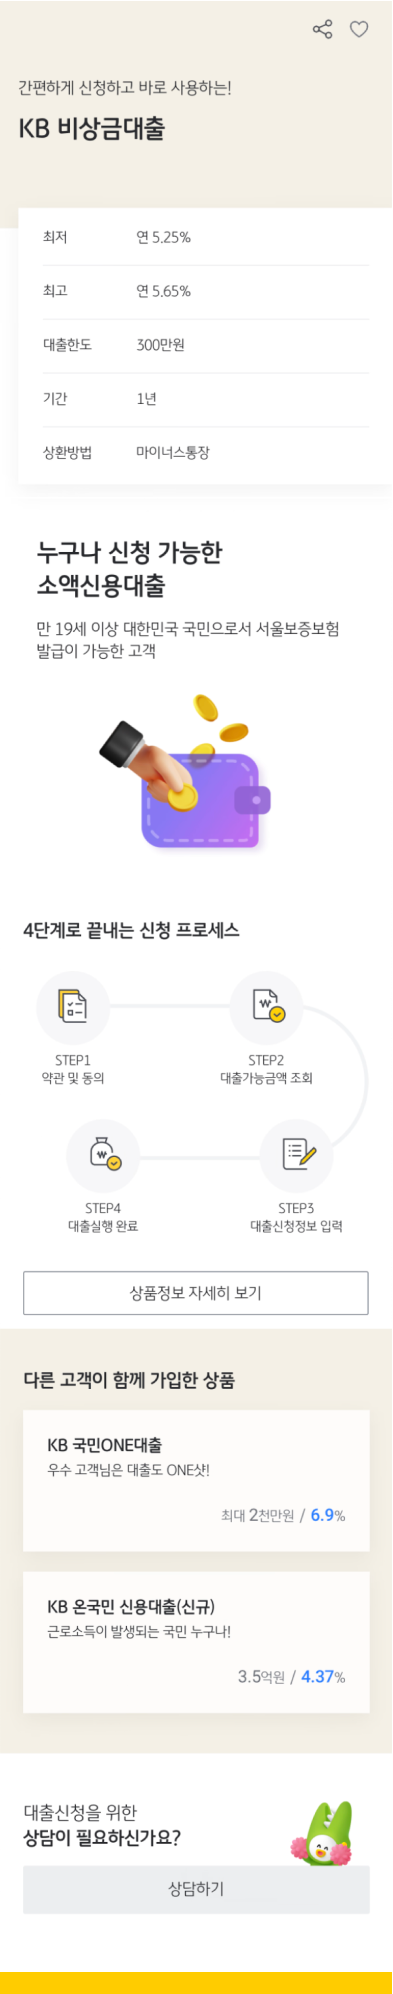 간편하게 신청하고 바로 사용하는!
KB 비상금대출
최저 연 5.25%
최고 연 5.65%
대출한도 300만원
기간 1년
상환방법 마이너스통장
누구나 신청 가능한
소액신용대출
만 19세 이상 대한민국 국민으로서 서울보증보험
발급이 가능한 고객
4단계로 끝내는 신청 프로세스
STEP1
약관 및 동의
STEP2
대출가능금액 조회
STEP3
대출신청정보 입력
STEP4
대출실행 완료
상품정보 자세히 보기
다른 고객이 함께 가입한 상품
KB 국민ONE대출
우수 고객님은 대출도 ONE샷!
최대 2천만원 / 6.9%
KB 온국민 신용대출(신규)
근로소득이 발생되는 국민 누구나!
3.5억원 / 4.37%
대출신청을 위한
상담이 필요하신가요?
상담하기